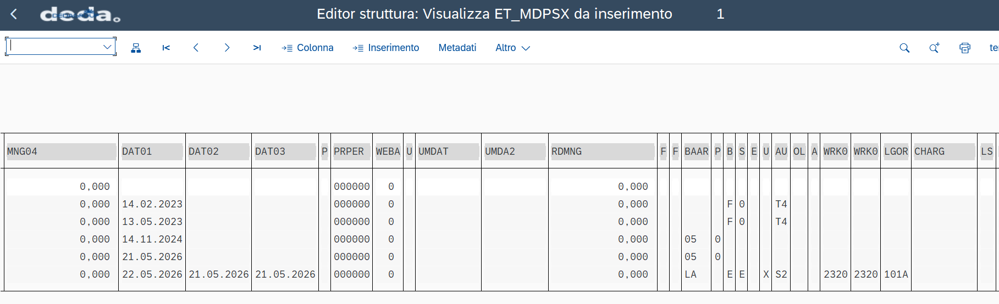 deda.
Editor struttura: Visualizza ET_MDPSX da inserimento 1
Colonna Inserimento Metadati Altro
MNG04 DAT01 DAT02 DAT03 P PRPER WEBA U UMDAT UMDA2 RDMNG F F BAAR P B S E U AU OL A WRK0 WRK0 LGOR CHARG LS
0,000 000000 0 0,000
0,000 14.02.2023 000000 0 0,000 F 0 T4
0,000 13.05.2023 000000 0 0,000 F 0 T4
0,000 14.11.2024 000000 0 0,000 05 0
0,000 21.05.2026 000000 0 0,000 05 0
0,000 22.05.2026 21.05.2026 21.05.2026 000000 0 0,000 LA E E X S2 2320 2320 101A